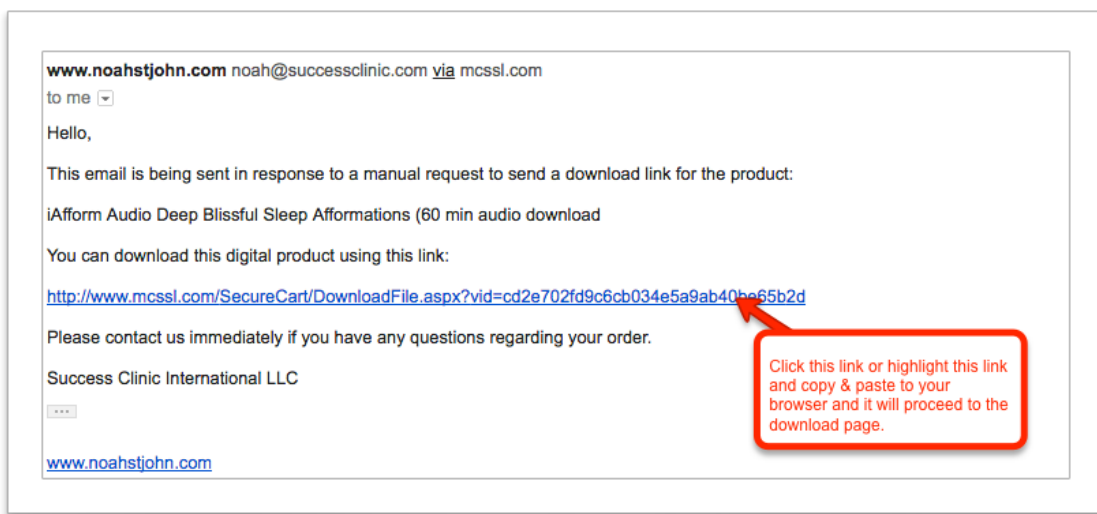 www.noahstjohn.com noah@successclinic.com via mcssl.com
to me
Hello,
This email is being sent in response to a manual request to send a download link for the product:
iAfform Audio Deep Blissful Sleep Afformations (60 min audio download
You can download this digital product using this link:
http://www.mcssl.com/SecureCart/DownloadFile.aspx?vid=cd2e702fd9c6cb034e5a9ab40be65b2d
Please contact us immediately if you have any questions regarding your order.
Success Clinic International LLC
www.noahstjohn.com
Click this link or highlight this link
and copy & paste to your
browser and it will proceed to the
download page.